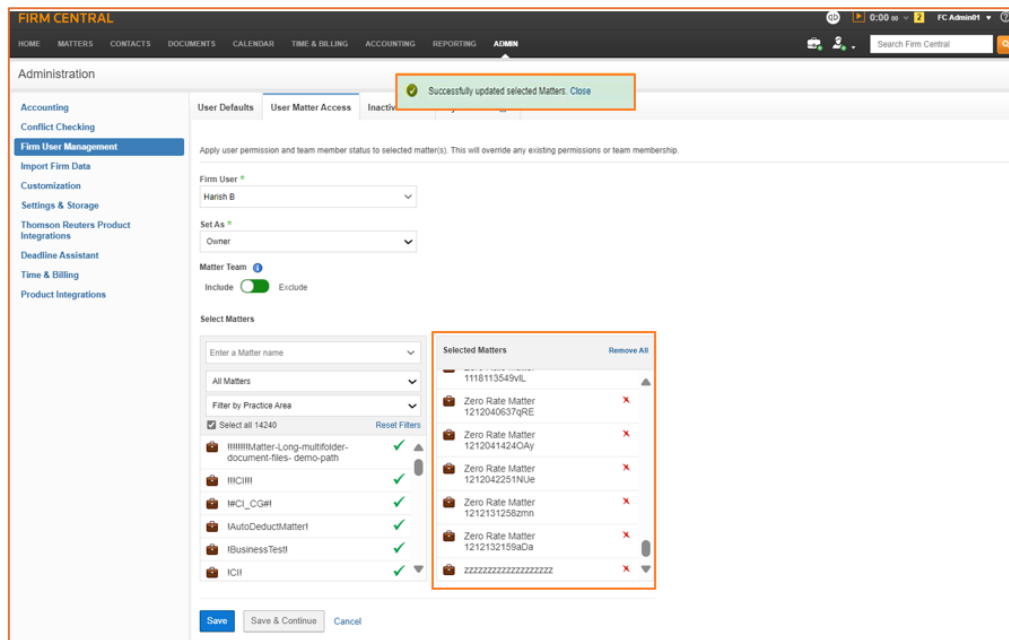 FIRM CENTRAL
qb
0:00
2
FC Admin01
HOME MATTERS CONTACTS DOCUMENTS CALENDAR TIME & BILLING ACCOUNTING REPORTING ADMIN
Search Firm Central
Administration
Successfully updated selected Matters. Close
Accounting
Conflict Checking
Firm User Management
Import Firm Data
Customization
Settings & Storage
Thomson Reuters Product
Integrations
Deadline Assistant
Time & Billing
Product Integrations
User Defaults User Matter Access
Apply user permission and team member status to selected matter(s). This will override any existing permissions or team membership.
Firm User *
Harish B
Set As *
Owner
Matter Team
Include Exclude
Select Matters
Enter a Matter name
All Matters
Filter by Practice Area
Select all 14240 Reset Filters
!!!!!!!!!Matter-Long-multifolder-
document-files- demo-path
!!!!CI!!!!
!#CI_CG#!
!AutoDeductMatter!
!BusinessTest!
!CI!
Selected Matters Remove All
1118113549vlL
Zero Rate Matter
1212040637qRE
Zero Rate Matter
1212041424OAy
Zero Rate Matter
1212042251NUe
Zero Rate Matter
1212131258zmn
Zero Rate Matter
1212132159aDa
zzzzzzzzzzzzzzzzzzzz
Save Save & Continue Cancel